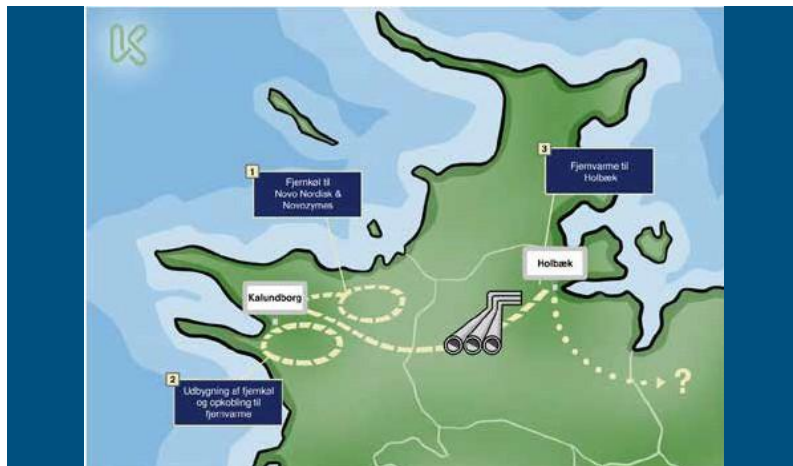 1
Fjernkøl til
Novo Nordisk &
Novozymes
3
Fjernvarme til
Holbæk
Holbæk
Kalundborg
2
Udbygning af fjernkøl
og opkobling til
fjernvarme
?